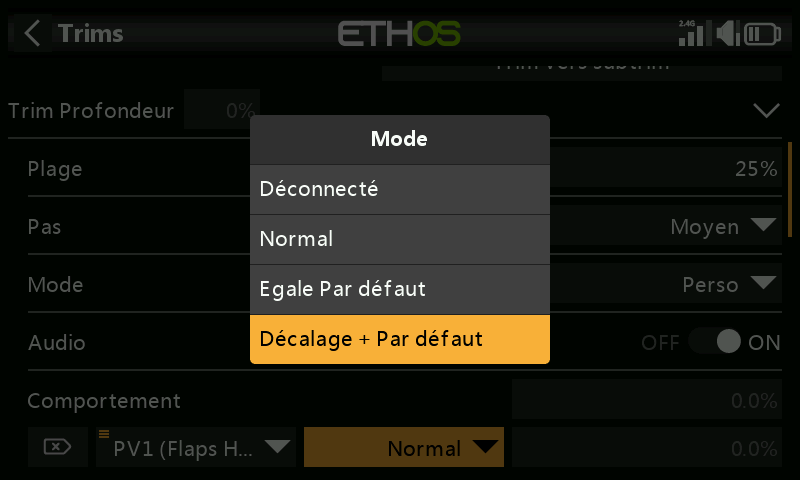 Trims
ETHOS
2.4G
Trim vers subtrim
Trim Profondeur
0%
Mode
Plage
25%
Déconnecté
Pas
Moyen
Normal
Mode
Perso
Egale Par défaut
Audio
OFF
ON
Décalage + Par défaut
Comportement
0.0%
PV1 (Flaps H...
Normal
0.0%